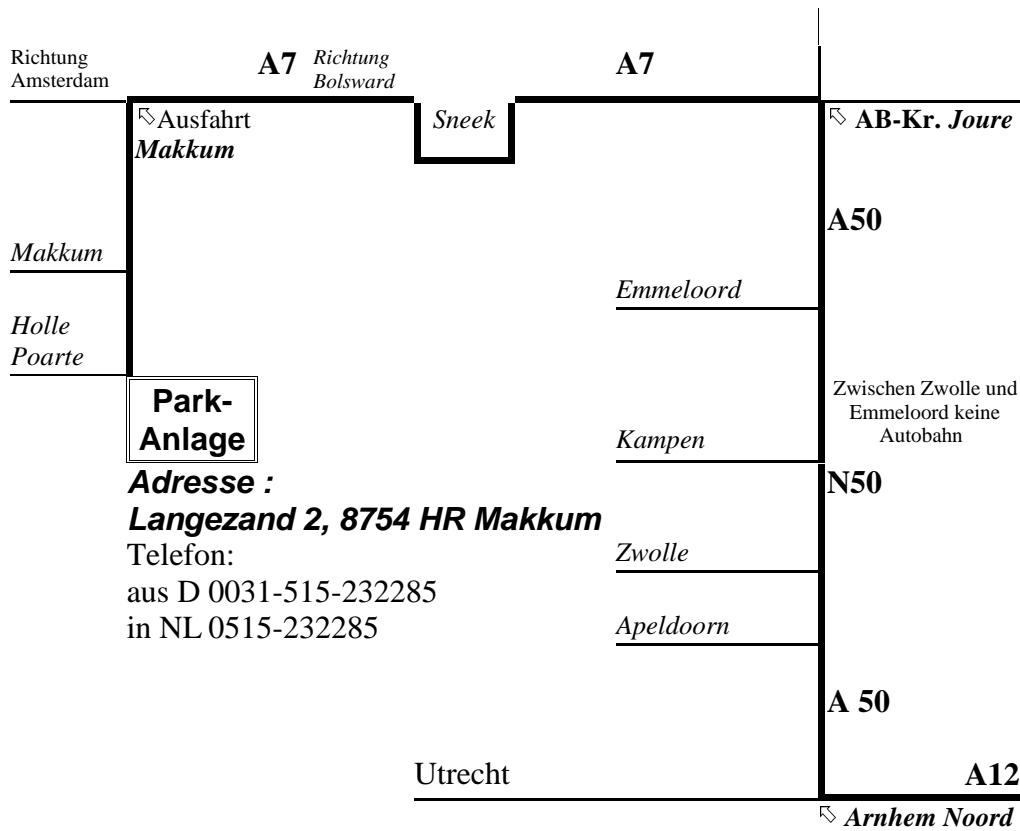 Richtung
Amsterdam
A7 Richtung
Bolsward
A7
Ausfahrt
Makkum
Sneek
AB-Kr. Joure
A50
Makkum
Emmeloord
Holle
Poarte
Park-
Anlage
Zwischen Zwolle und
Emmeloord keine
Autobahn
Kampen
Adresse :
Langezand 2, 8754 HR Makkum
Telefon:
aus D 0031-515-232285
in NL 0515-232285
N50
Zwolle
Apeldoorn
A 50
Utrecht
A12
Arnhem Noord